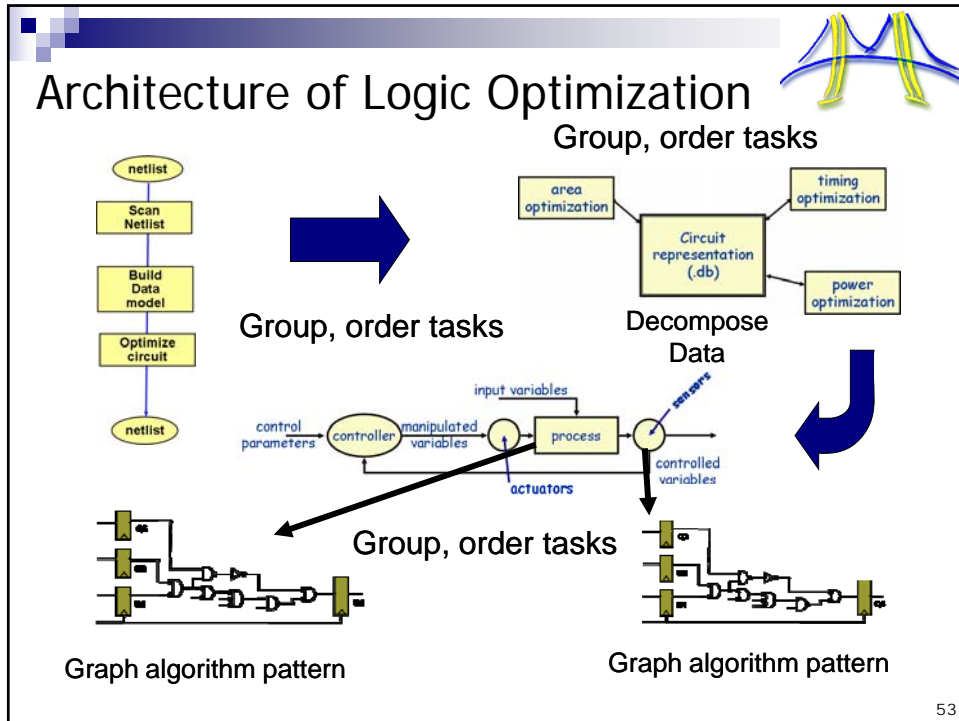 Architecture of Logic Optimization
Group, order tasks
netlist
Scan
Netlist
Build
Data
model
Optimize
circuit
netlist
area
optimization
timing
optimization
Circuit
representation
(.db)
power
optimization
Group, order tasks
Decompose
Data
input variables
sensors
control
parameters
controller
manipulated
variables
process
controlled
variables
actuators
Group, order tasks
Graph algorithm pattern
Graph algorithm pattern
53